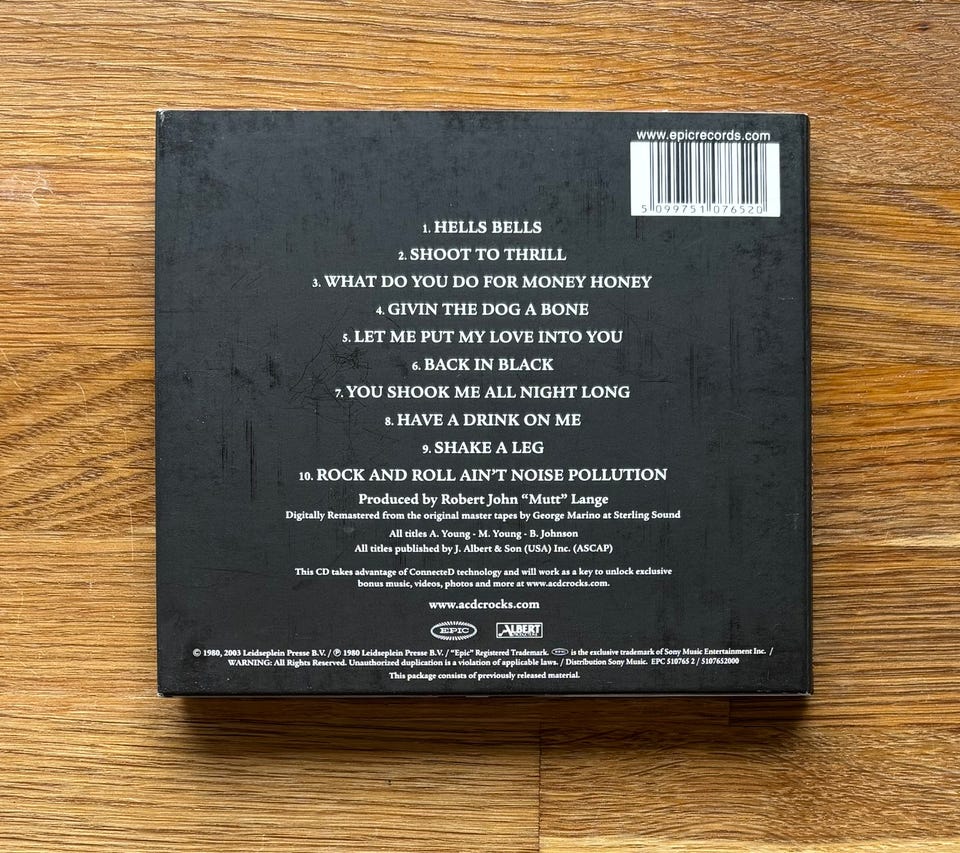 www.epicrecords.com
5 099751 076520
1. HELLS BELLS
2. SHOOT TO THRILL
3. WHAT DO YOU DO FOR MONEY HONEY
4. GIVIN THE DOG A BONE
5. LET ME PUT MY LOVE INTO YOU
6. BACK IN BLACK
7. YOU SHOOK ME ALL NIGHT LONG
8. HAVE A DRINK ON ME
9. SHAKE A LEG
10. ROCK AND ROLL AIN'T NOISE POLLUTION
Produced by Robert John “Mutt” Lange
Digitally Remastered from the original master tapes by George Marino at Sterling Sound
All titles A. Young - M. Young - B. Johnson
All titles published by J. Albert & Son (USA) Inc. (ASCAP)
This CD takes advantage of ConnecteD technology and will work as a key to unlock exclusive
bonus music, videos, photos and more at www.acdcrocks.com.
www.acdcrocks.com
EPIC ALBERT
© 1980, 2003 Leidseplein Presse B.V. / ℗ 1980 Leidseplein Presse B.V. / “Epic” Registered Trademark. EPIC is the exclusive trademark of Sony Music Entertainment Inc. /
WARNING: All Rights Reserved. Unauthorized duplication is a violation of applicable laws. / Distribution Sony Music. EPC 510765 2 / 5107652000
This package consists of previously released material.